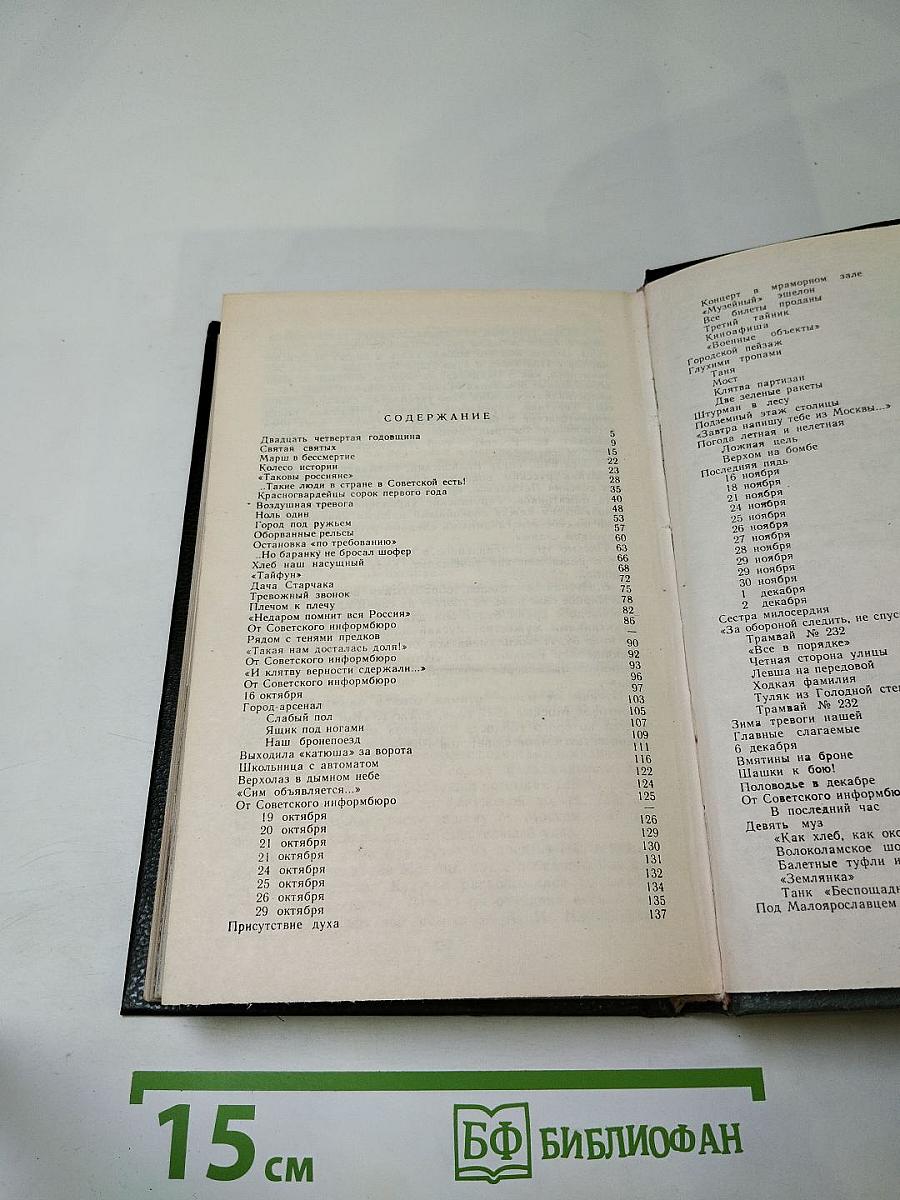 СОДЕРЖАНИЕ
Двадцать четвертая годовщина 5
Святая святых 9
Марш в бессмертие 15
Колесо истории 22
«Таковы россияне» 23
..Такие люди в стране в Советской есть! 28
Красногвардейцы сорок первого года 35
Воздушная тревога 40
Ноль один 48
Город под ружьем 53
Оборванные рельсы 57
Остановка «по требованию» 60
..Но баранку не бросал шофер 63
Хлеб наш насущный 66
«Тайфун» 68
Дача Старчака 72
Тревожный звонок 75
Плечом к плечу 78
«Недаром помнит вся Россия» 82
От Советского информбюро 86
Рядом с тенями предков —
«Такая нам досталась доля!» 90
От Советского информбюро 92
«И клятву верности сдержали...» 93
От Советского информбюро 96
16 октября 97
Город-арсенал 103
Слабый пол 105
Ящик под ногами 107
Наш бронепоезд 109
Выходила «катюша» за ворота 111
Школьница с автоматом 116
Верхолаз в дымном небе 122
«Сим объявляется...» 124
От Советского информбюро 125
19 октября —
20 октября 126
21 октября 129
21 октября 130
24 октября 131
25 октября 132
26 октября 134
29 октября 135
Присутствие духа 137
Концерт в мраморном зале
«Музейный» эшелон
Все билеты проданы
Третий тайник
Киноафиша
«Военные объекты»
Городской пейзаж
Глухими тропами
Таня
Мост
Клятва партизан
Две зеленые ракеты
Штурман в лесу
Подземный этаж столицы
«Завтра напишу тебе из Москвы...»
Погода летная и нелетная
Ложная цель
Верхом на бомбе
Последняя пядь
16 ноября
18 ноября
21 ноября
24 ноября
25 ноября
26 ноября
27 ноября
28 ноября
29 ноября
29 ноября
30 ноября
1 декабря
2 декабря
Сестра милосердия
«За обороной следить, не спус
Трамвай № 232
«Все в порядке»
Четная сторона улицы
Левша на передовой
Ходкая фамилия
Туляк из Голодной сте
Трамвай № 232
Зима тревоги нашей
Главные слагаемые
6 декабря
Вмятины на броне
Шашки к бою!
Половодье в декабре
От Советского информбю
В последний час
Девять муз
«Как хлеб, как око
Волоколамское шо
Балетные туфли и
«Землянка»
Танк «Беспощадн
Под Малоярославцем
15 см
БФ БИБЛИОФАН